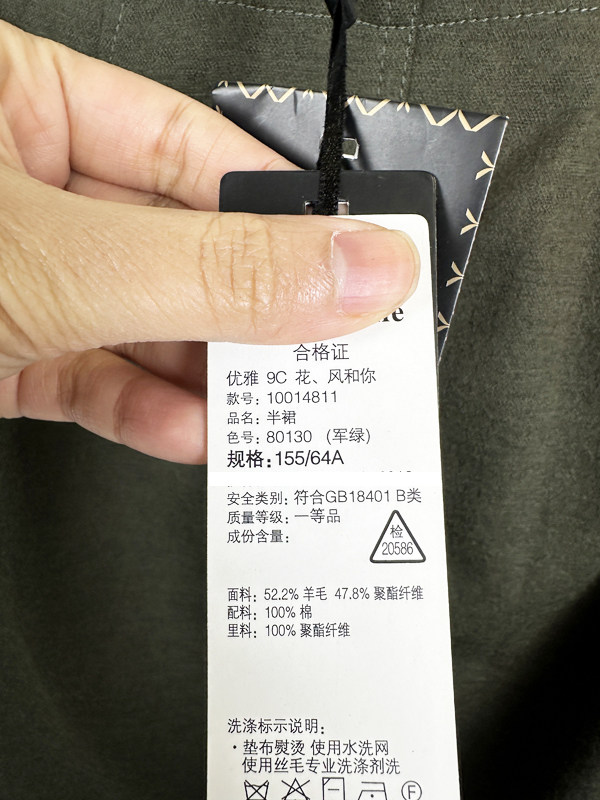 合格证
优雅 9C 花、风和你
款号: 10014811
品名: 半裙
色号: 80130 (军绿)
规格: 155/64A
安全类别: 符合GB18401 B类
质量等级: 一等品
成份含量:
检
20586
面料: 52.2% 羊毛 47.8% 聚酯纤维
配料: 100% 棉
里料: 100% 聚酯纤维
洗涤标示说明:
·垫布熨烫 使用水洗网
使用丝毛专业洗涤剂洗
F